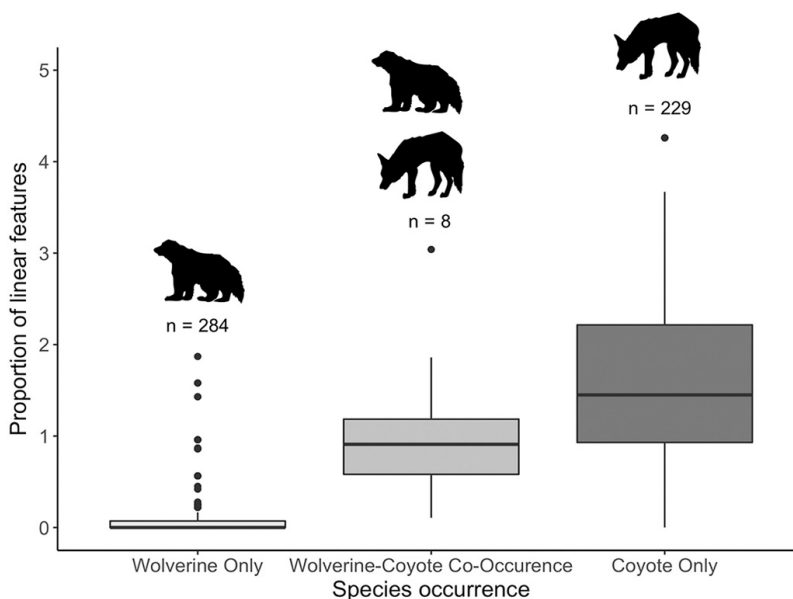 5
n = 229
4
n = 8
3
n = 284
2
1
0
Proportion of linear features
Wolverine Only
Wolverine-Coyote Co-Occurence
Coyote Only
Species occurrence